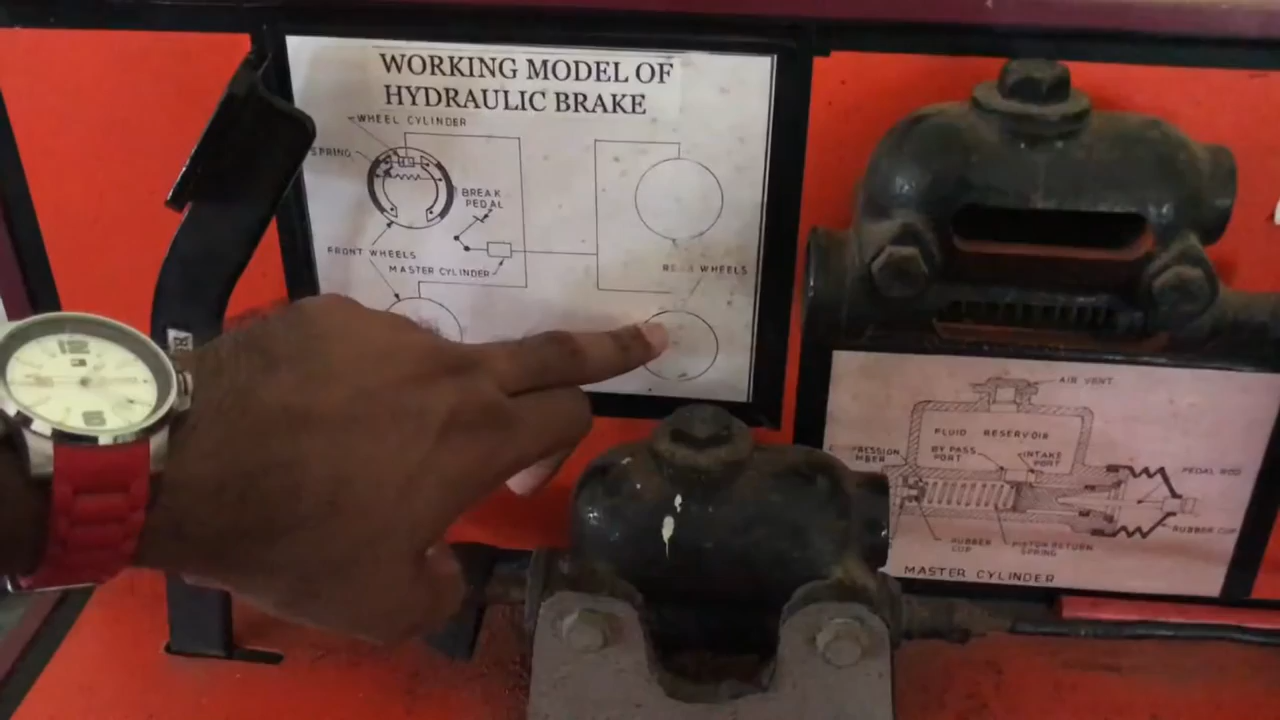 WORKING MODEL OF
HYDRAULIC BRAKE
WHEEL CYLINDER
SPRING
BREAK
PEDAL
FRONT WHEELS
MASTER CYLINDER
WHEELS
AIR VENT
FLUID RESERVOIR
BY PASS
PORT
INTAKE
PORT
PEDAL ROD
RUBBER CUP
RUBBER
CUP
PISTON RETURN
SPRING
MASTER CYLINDER
12